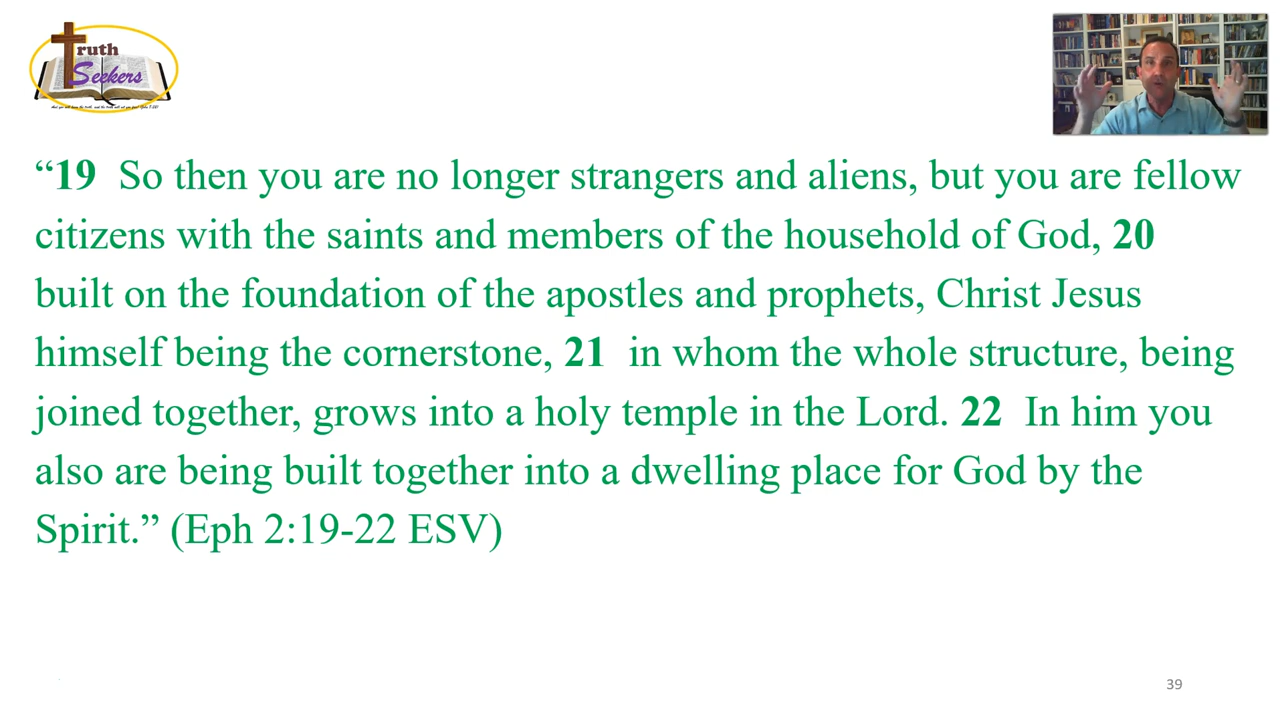 Truth
Seekers
“19 So then you are no longer strangers and aliens, but you are fellow
citizens with the saints and members of the household of God, 20
built on the foundation of the apostles and prophets, Christ Jesus
himself being the cornerstone, 21 in whom the whole structure, being
joined together, grows into a holy temple in the Lord. 22 In him you
also are being built together into a dwelling place for God by the
Spirit.” (Eph 2:19-22 ESV)
39